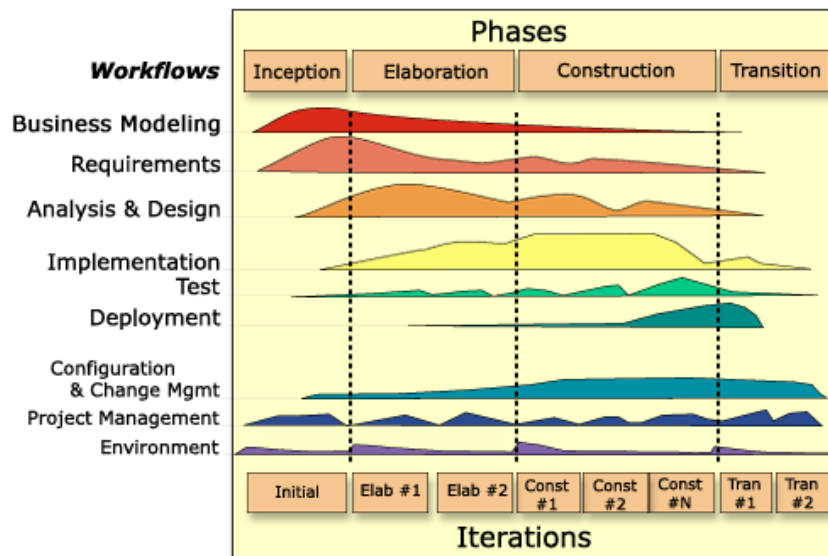 Phases
Workflows
Inception
Elaboration
Construction
Transition
Business Modeling
Requirements
Analysis & Design
Implementation
Test
Deployment
Configuration
& Change Mgmt
Project Management
Environment
Initial
Elab #1
Elab #2
Const
#1
Const
#2
Const
#N
Tran
#1
Tran
#2
Iterations